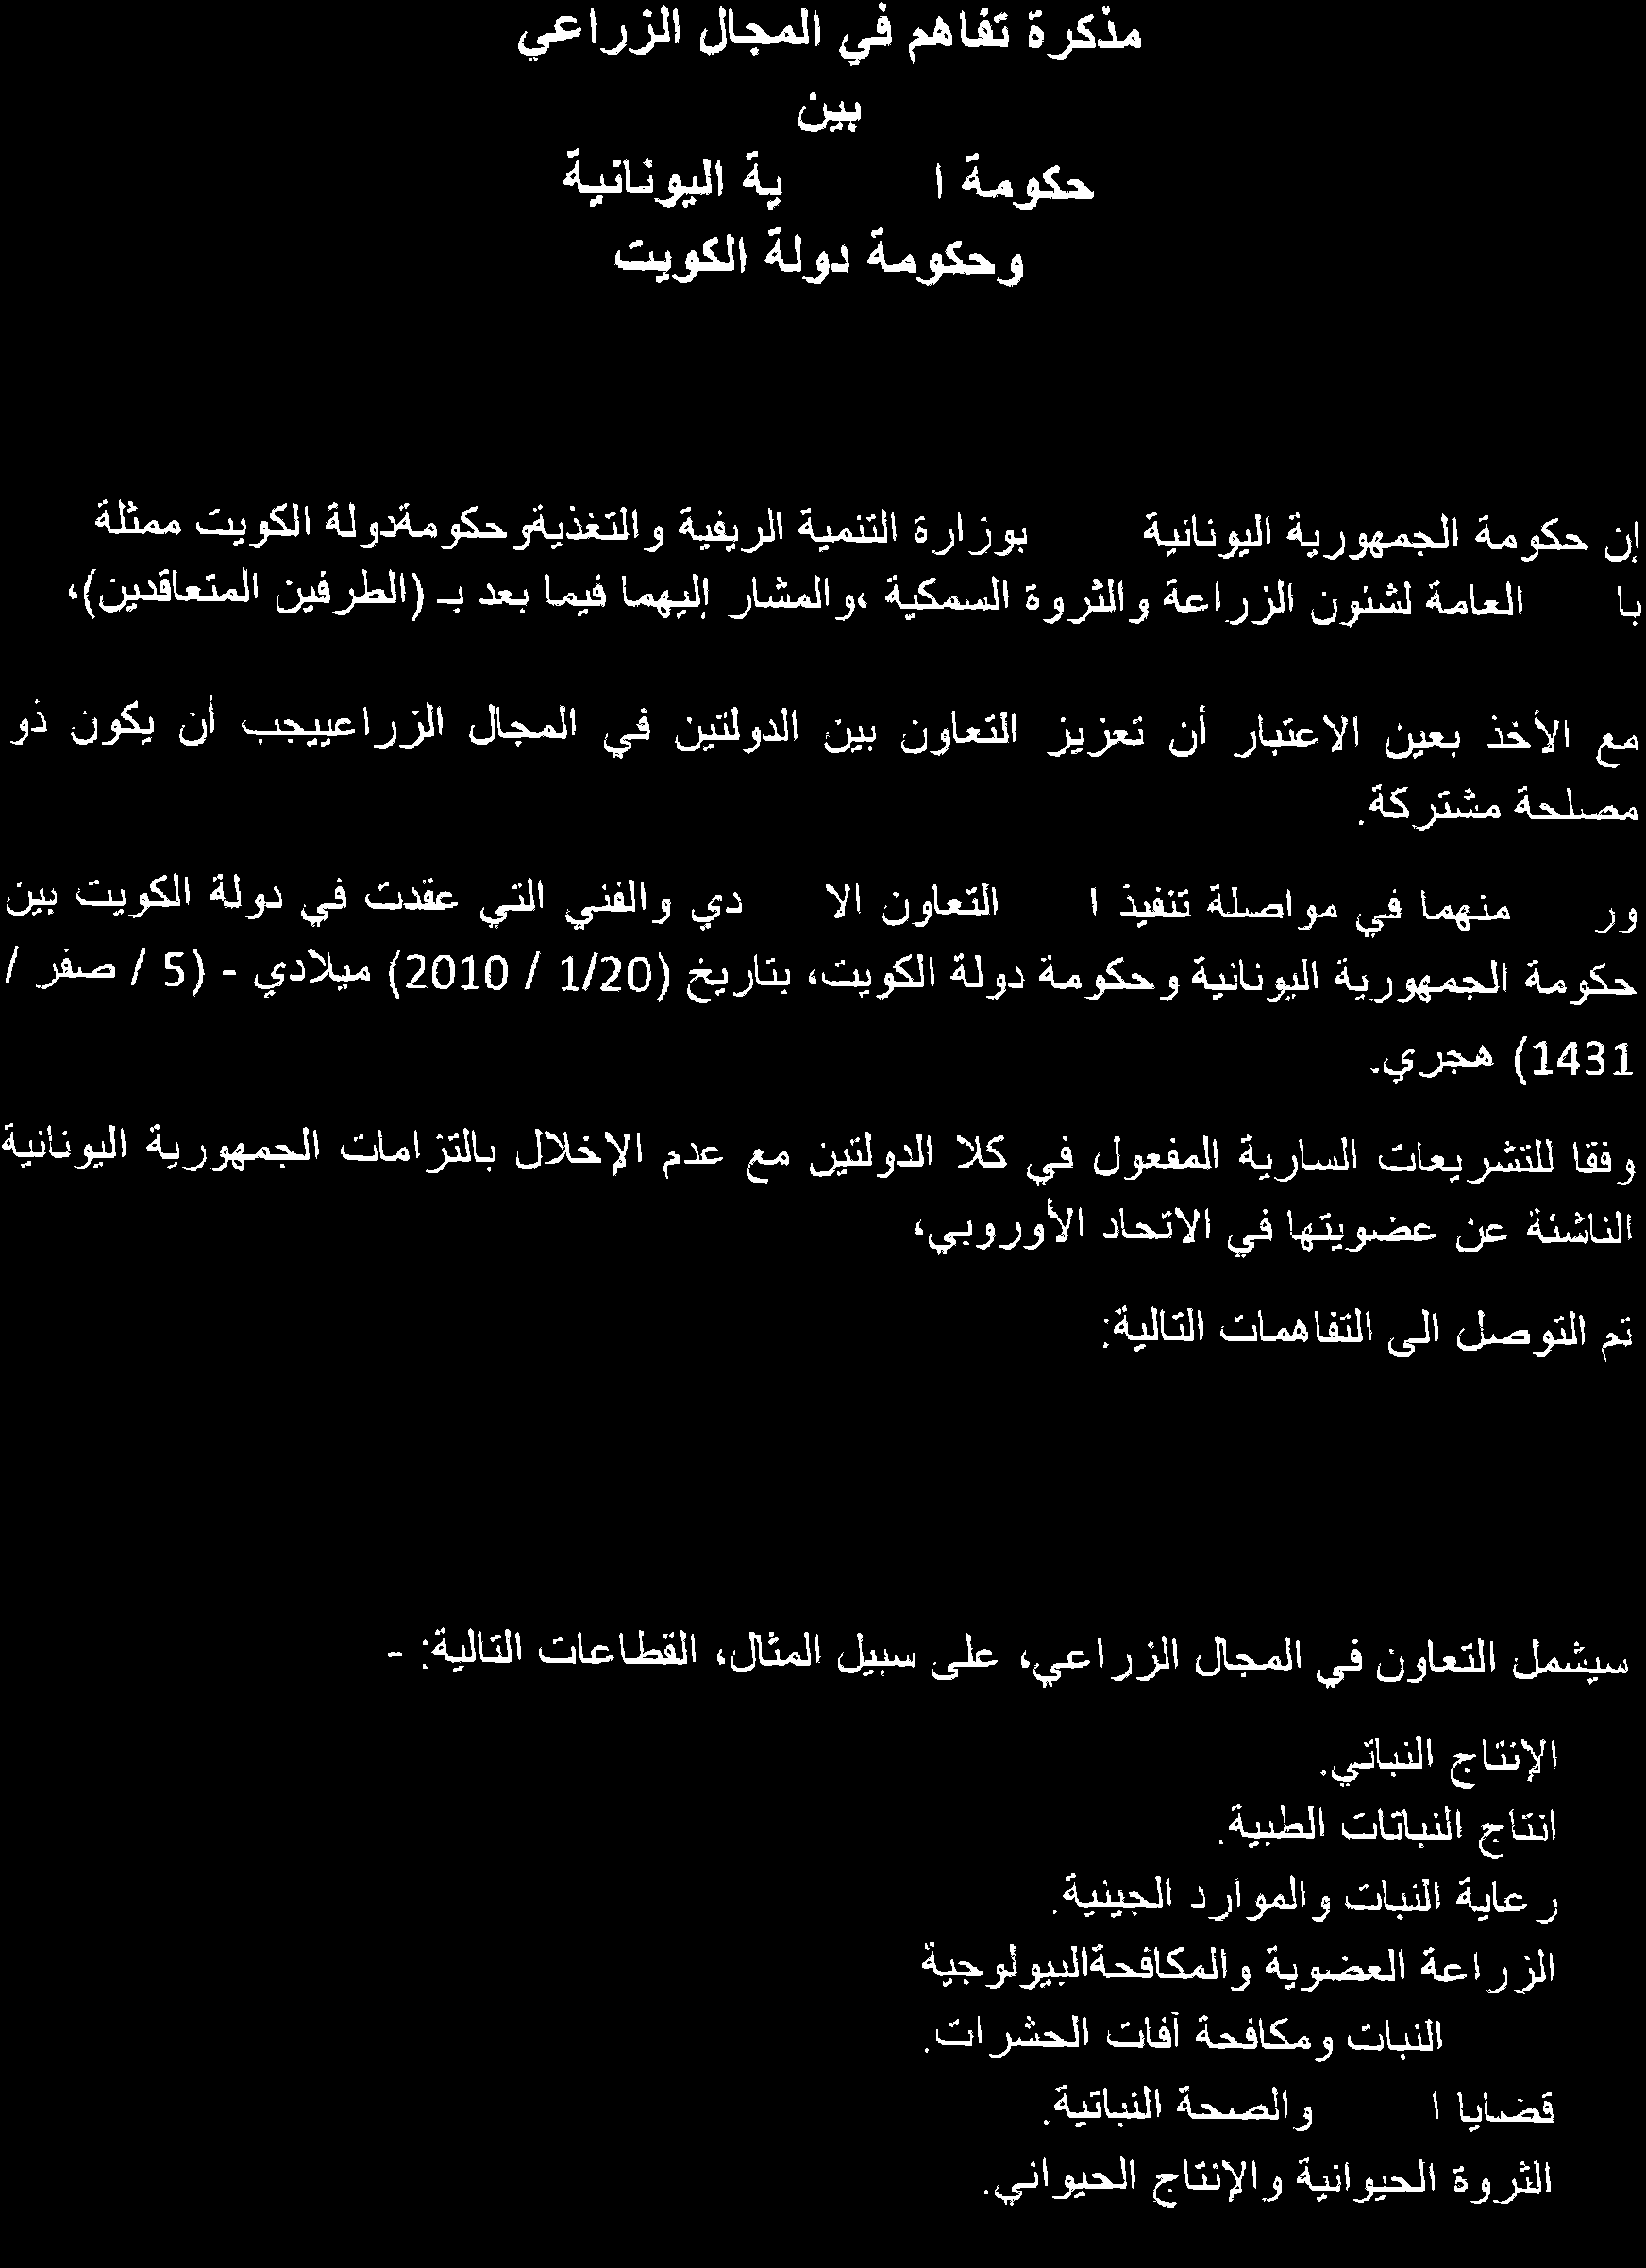 مذكرة تفاهم في المجال الزراعي
بين
حكومة ا ية اليونانية
وحكومة دولة الكويت
إن حكومة الجمهورية اليونانية بوزارة التنمية الريفية والتغذيةوحكومةدولة الكويت ممثلة
با العامة لشئون الزراعة والثروة السمكية ،والمشار إليهما فيما بعد بـ (الطرفين المتعاقدين)،
مع الأخذ بعين الاعتبار أن تعزيز التعاون بين الدولتين في المجال الزراعييجب أن يكون ذو
مصلحة مشتركة.
ور منهما في مواصلة تنفيذ ا التعاون الا دي والفني التي عقدت في دولة الكويت بين
حكومة الجمهورية اليونانية وحكومة دولة الكويت، بتاريخ (1/20 / 2010) ميلادي - (5 / صفر /
1431) هجري.
وفقا للتشريعات السارية المفعول في كلا الدولتين مع عدم الإخلال بالتزامات الجمهورية اليونانية
الناشئة عن عضويتها في الاتحاد الأوروبي،
تم التوصل الى التفاهمات التالية:
سيشمل التعاون في المجال الزراعي، على سبيل المثال، القطاعات التالية: -
الإنتاج النباتي.
انتاج النباتات الطبية.
رعاية النبات والموارد الجينية.
الزراعة العضوية والمكافحةالبيولوجية
النبات ومكافحة آفات الحشرات.
قضايا ا والصحة النباتية.
الثروة الحيوانية والإنتاج الحيواني.